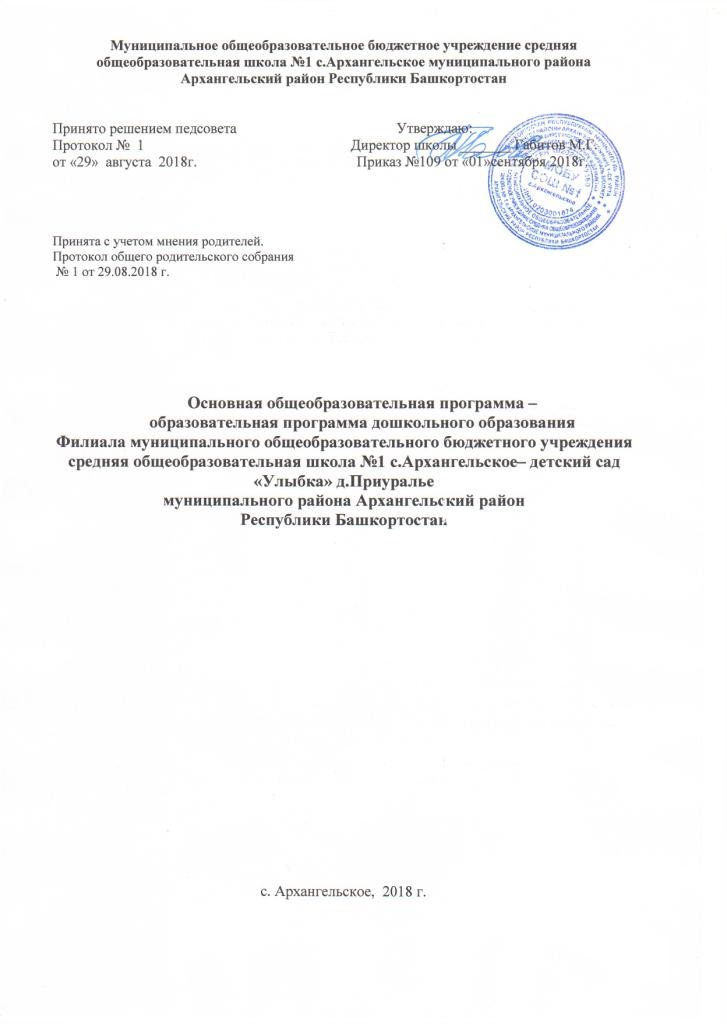 Муниципальное общеобразовательное бюджетное учреждение средняя
общеобразовательная школа №1 с.Архангельское муниципального района
Архангельский район Республики Башкортостан
Принято решением педсовета Утверждаю:
Протокол № 1 Директор школы Габитов М.Г.
от «29» августа 2018г. Приказ №109 от «01»сентября 2018г.
МОБУ
СОШ №1
с.Архангельское
Принята с учетом мнения родителей.
Протокол общего родительского собрания
№ 1 от 29.08.2018 г.
Основная общеобразовательная программа –
образовательная программа дошкольного образования
Филиала муниципального общеобразовательного бюджетного учреждения
средняя общеобразовательная школа №1 с.Архангельское– детский сад
«Улыбка» д.Приуралье
муниципального района Архангельский район
Республики Башкортостан
с. Архангельское, 2018 г.